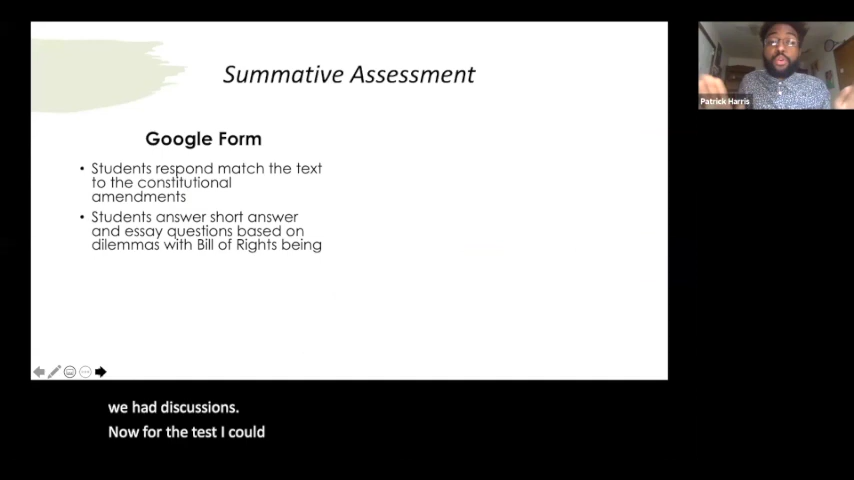 Summative Assessment
Google Form
• Students respond match the text
to the constitutional
amendments
• Students answer short answer
and essay questions based on
dilemmas with Bill of Rights being
Patrick Harris
we had discussions.
Now for the test I could